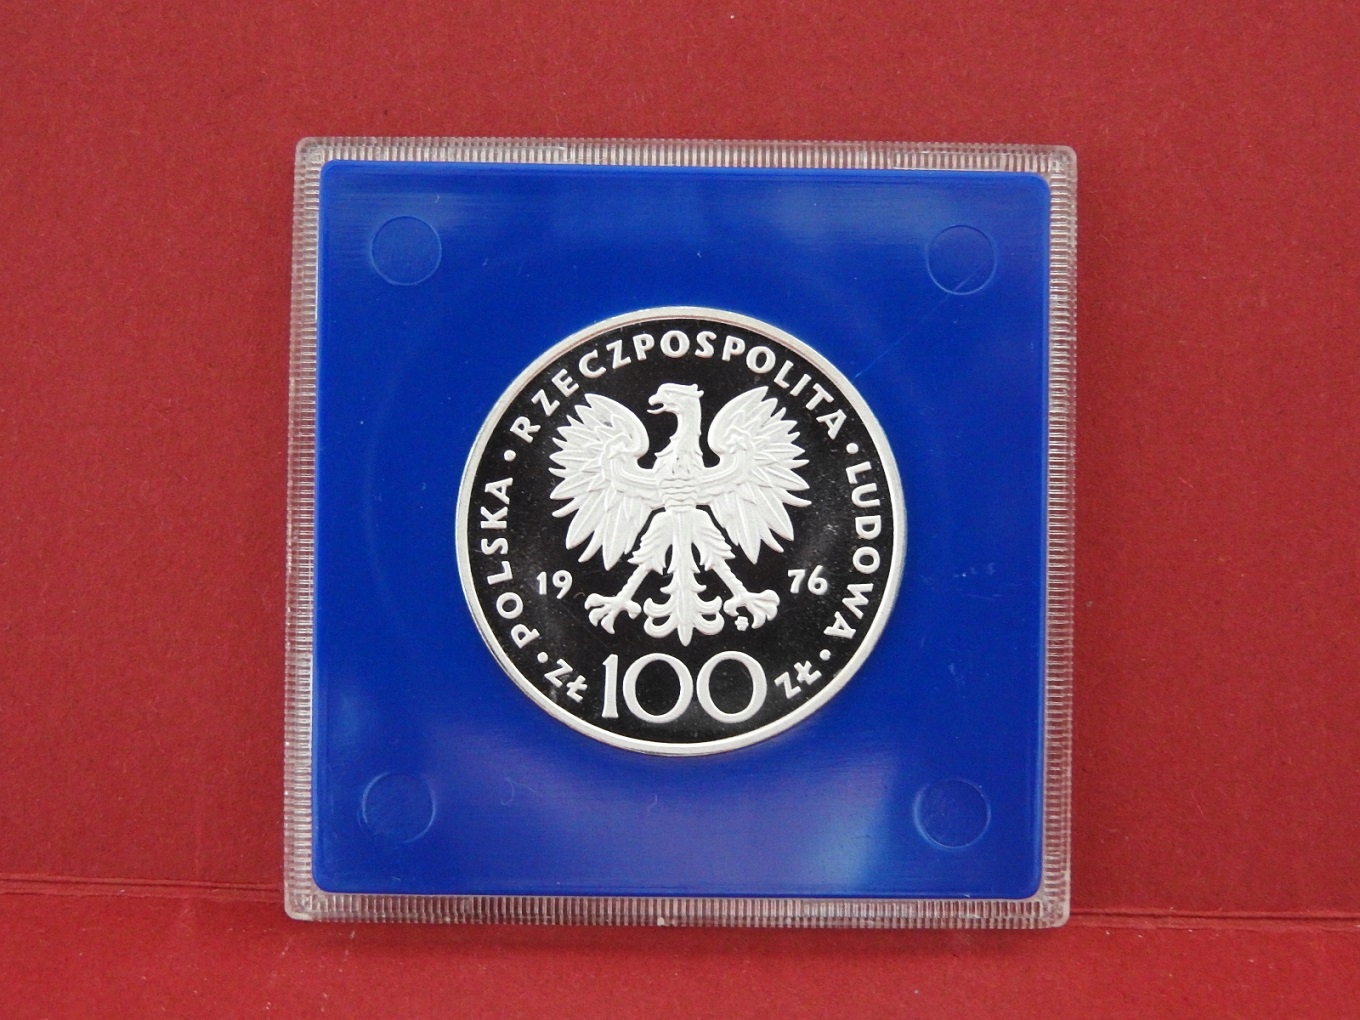 POLSKA • RZECZPOSPOLITA • LUDOWA •
19 76
ZŁ 100 ZŁ